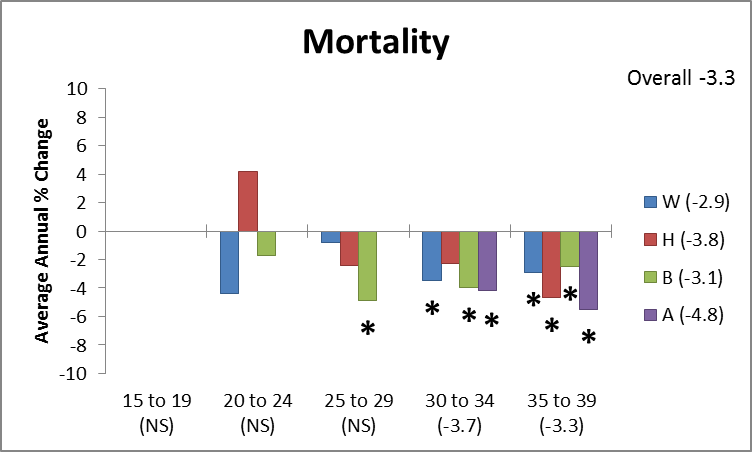 Mortality
Overall -3.3
Average Annual % Change
10
8
6
4
2
0
-2
-4
-6
-8
-10
*
*
*
*
*
*
*
*
W (-2.9)
H (-3.8)
B (-3.1)
A (-4.8)
15 to 19
(NS)
20 to 24
(NS)
25 to 29
(NS)
30 to 34
(-3.7)
35 to 39
(-3.3)